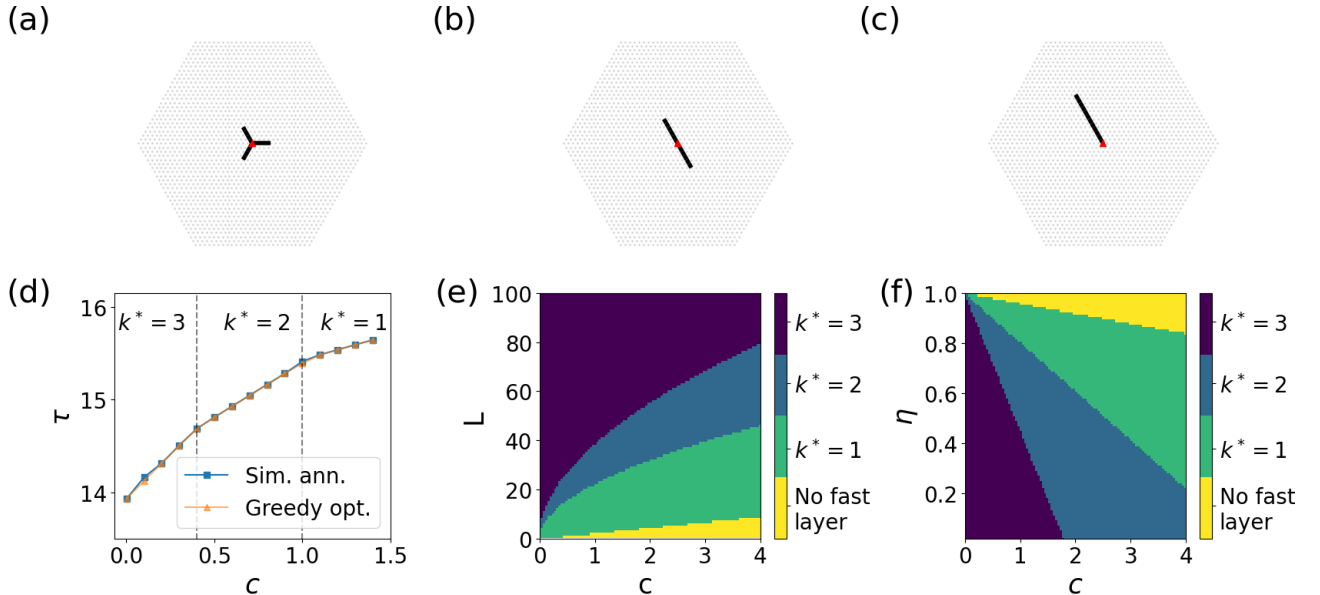 (a)
(b)
(c)
(d)
16
15
14
τ
k* = 3
k* = 2
k* = 1
Sim. ann.
Greedy opt.
0.0
0.5
1.0
1.5
c
(e)
100
80
60
40
20
0
L
0
1
2
3
4
c
k* = 3
k* = 2
k* = 1
No fast
layer
(f)
1.0
0.8
0.6
0.4
0.2
η
0
1
2
3
4
c
k* = 3
k* = 2
k* = 1
No fast
layer